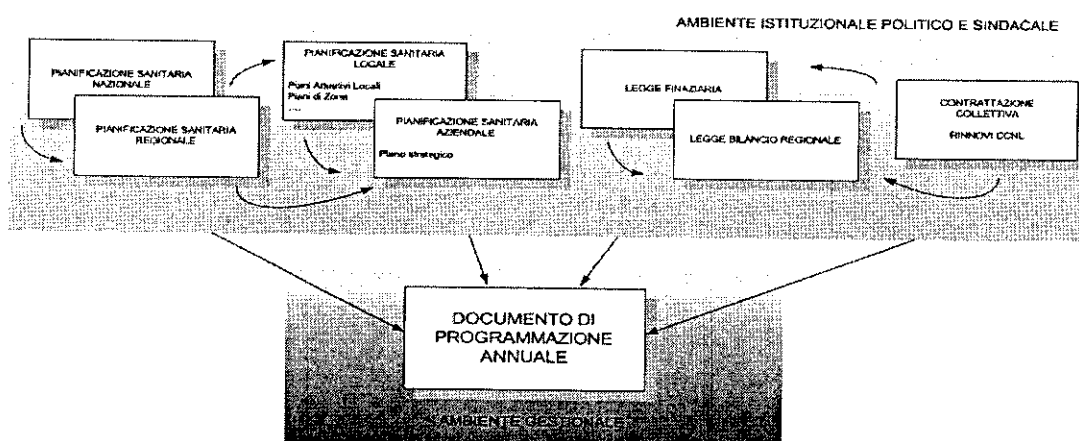 AMBIENTE ISTITUZIONALE POLITICO E SINDACALE
PIANIFICAZIONE SANITARIA
NAZIONALE
PIANIFICAZIONE SANITARIA
REGIONALE
PIANIFICAZIONE SANITARIA
LOCALE
Piani Attuativi Locali
Piani di Zona
....
PIANIFICAZIONE SANITARIA
AZIENDALE
Piano strategico
LEGGE FINAZIARIA
LEGGE BILANCIO REGIONALE
CONTRATTAZIONE
COLLETTIVA
RINNOVI CCNL
DOCUMENTO DI
PROGRAMMAZIONE
ANNUALE
AMBIENTE GESTIONALE